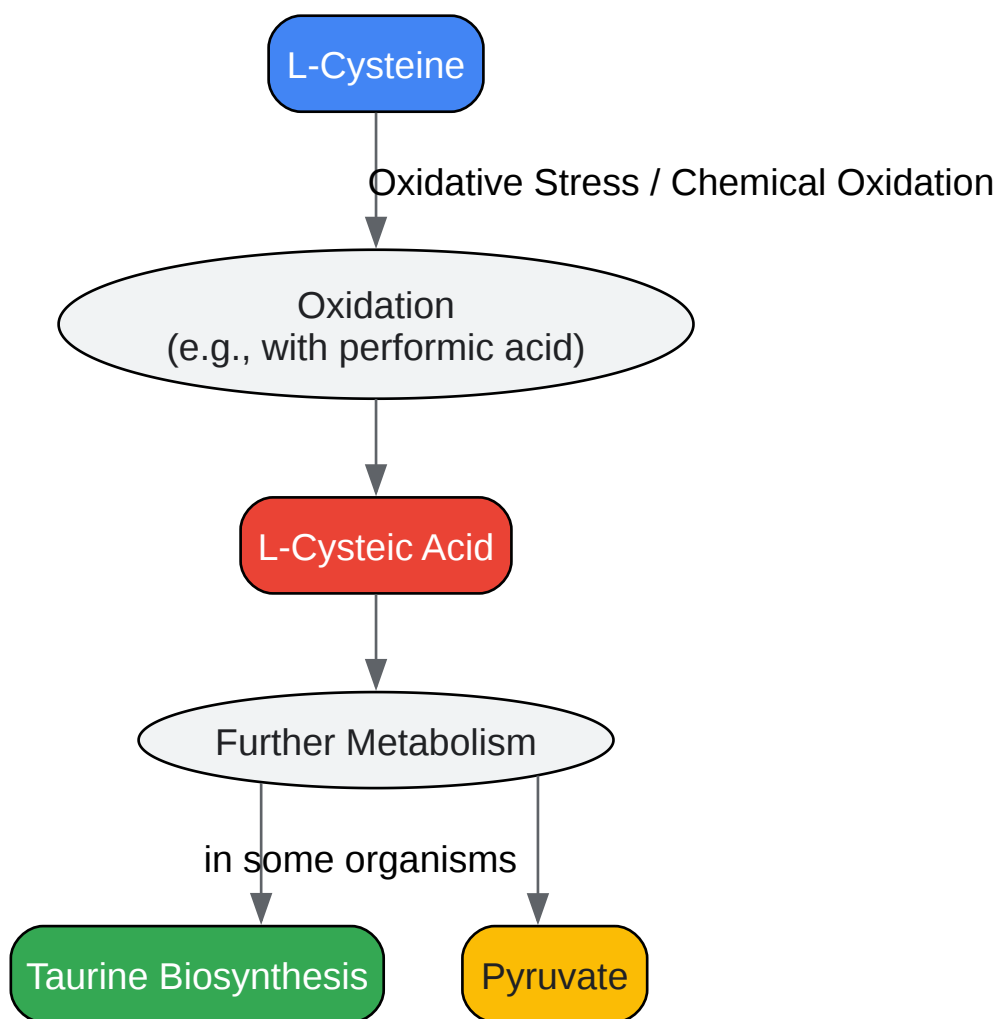 L-Cysteine
Oxidative Stress / Chemical Oxidation
Oxidation
(e.g., with performic acid)
L-Cysteic Acid
Further Metabolism
in some organisms
Taurine Biosynthesis
Pyruvate